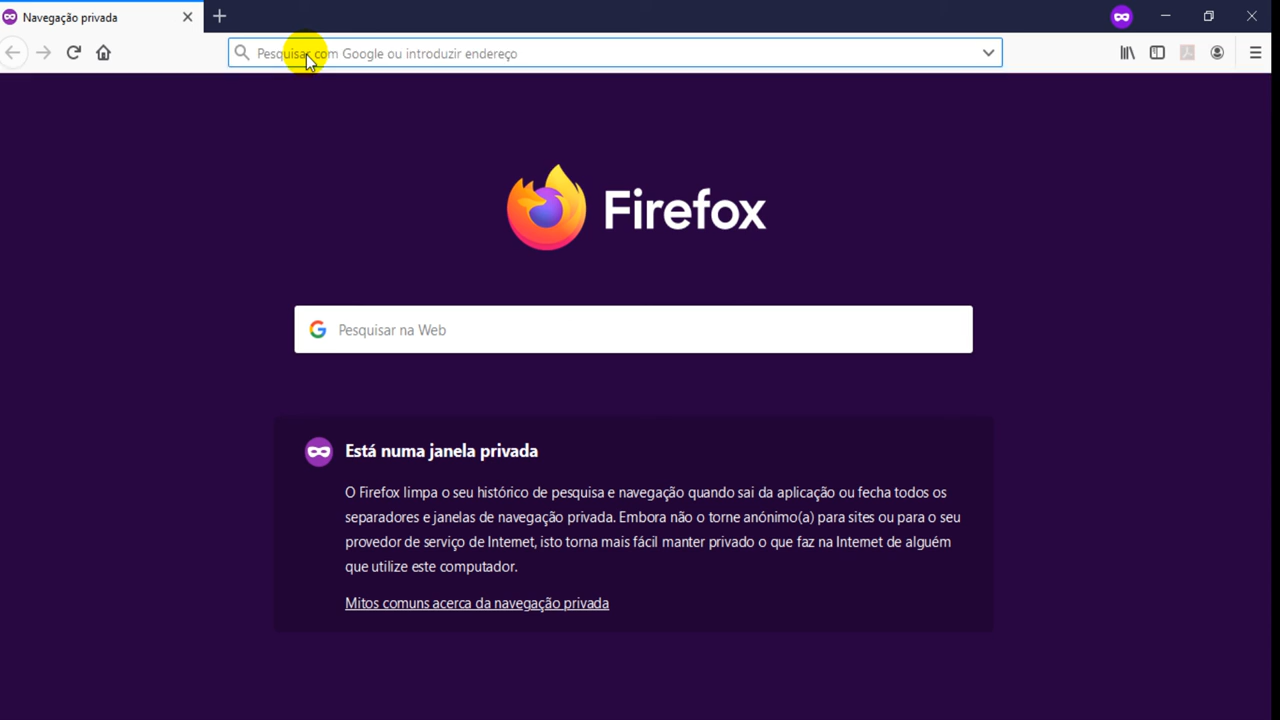 Navegação privada
Pesquisar com Google ou introduzir endereço
Firefox
Pesquisar na Web
Está numa janela privada
O Firefox limpa o seu histórico de pesquisa e navegação quando sai da aplicação ou fecha todos os
separadores e janelas de navegação privada. Embora não o torne anónimo(a) para sites ou para o seu
provedor de serviço de Internet, isto torna mais fácil manter privado o que faz na Internet de alguém
que utilize este computador.
Mitos comuns acerca da navegação privada